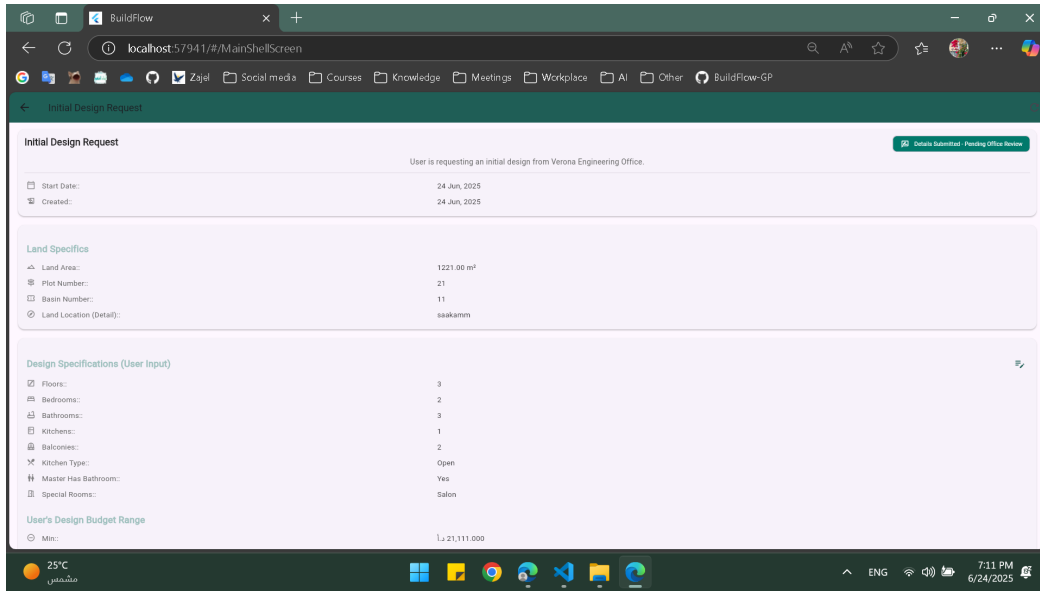 BuildFlow
localhost:57941/#/MainShellScreen
Zajel Social media Courses Knowledge Meetings Workplace AI Other BuildFlow-GP
Initial Design Request
Initial Design Request
Details Submitted - Pending Office Review
User is requesting an initial design from Verona Engineering Office.
Start Date:: 24 Jun, 2025
Created:: 24 Jun, 2025
Land Specifics
Land Area:: 1221.00 m²
Plot Number:: 21
Basin Number:: 11
Land Location (Detail):: saakamm
Design Specifications (User Input)
Floors:: 3
Bedrooms:: 2
Bathrooms:: 3
Kitchens:: 1
Balconies:: 2
Kitchen Type:: Open
Master Has Bathroom:: Yes
Special Rooms:: Salon
User's Design Budget Range
Min:: د.أ 21,111.000
25°C
مشمس
ENG
7:11 PM
6/24/2025